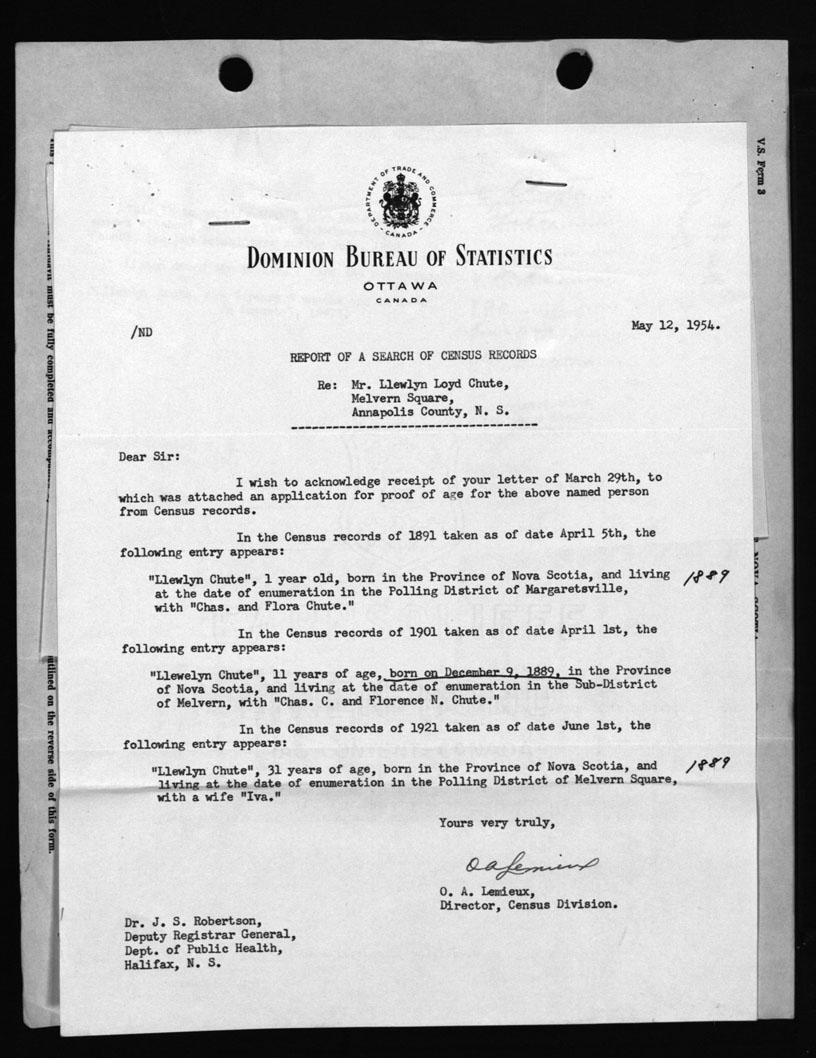 V.S. Form 3
DEPARTMENT OF TRADE AND COMMERCE
- CANADA -
DOMINION BUREAU OF STATISTICS
OTTAWA
CANADA
/ND
May 12, 1954.
REPORT OF A SEARCH OF CENSUS RECORDS
Re: Mr. Llewlyn Loyd Chute,
Melvern Square,
Annapolis County, N. S.
Dear Sir:
I wish to acknowledge receipt of your letter of March 29th, to
which was attached an application for proof of age for the above named person
from Census records.
In the Census records of 1891 taken as of date April 5th, the
following entry appears:
"Llewlyn Chute", 1 year old, born in the Province of Nova Scotia, and living 1889
at the date of enumeration in the Polling District of Margaretsville,
with "Chas. and Flora Chute."
In the Census records of 1901 taken as of date April 1st, the
following entry appears:
"Llewelyn Chute", 11 years of age, born on December 9, 1889, in the Province
of Nova Scotia, and living at the date of enumeration in the Sub-District
of Melvern, with "Chas. C. and Florence N. Chute."
In the Census records of 1921 taken as of date June 1st, the
following entry appears:
"Llewlyn Chute", 31 years of age, born in the Province of Nova Scotia, and 1889
living at the date of enumeration in the Polling District of Melvern Square,
with a wife "Iva."
Yours very truly,
O A Lemieux
O. A. Lemieux,
Director, Census Division.
Dr. J. S. Robertson,
Deputy Registrar General,
Dept. of Public Health,
Halifax, N. S.
must be fully completed and
outlined on the reverse side of this form.